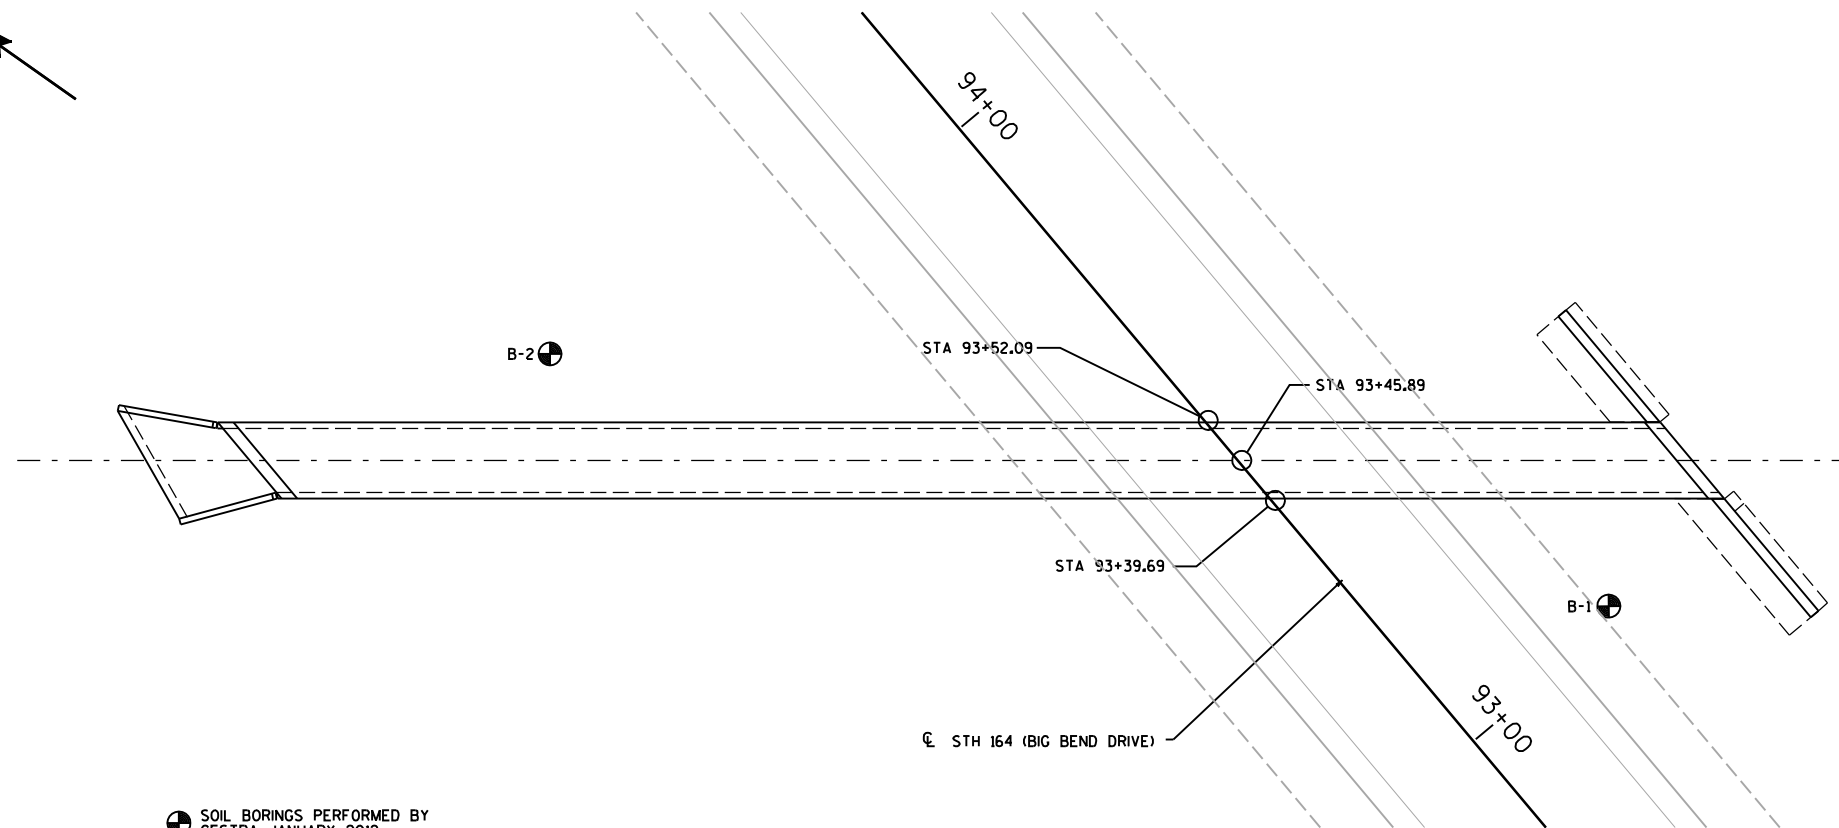 94+00
STA 93+52.09
B-2
STA 93+45.89
STA 93+39.69
B-1
93+00
℄ STH 164 (BIG BEND DRIVE)
SOIL BORINGS PERFORMED BY